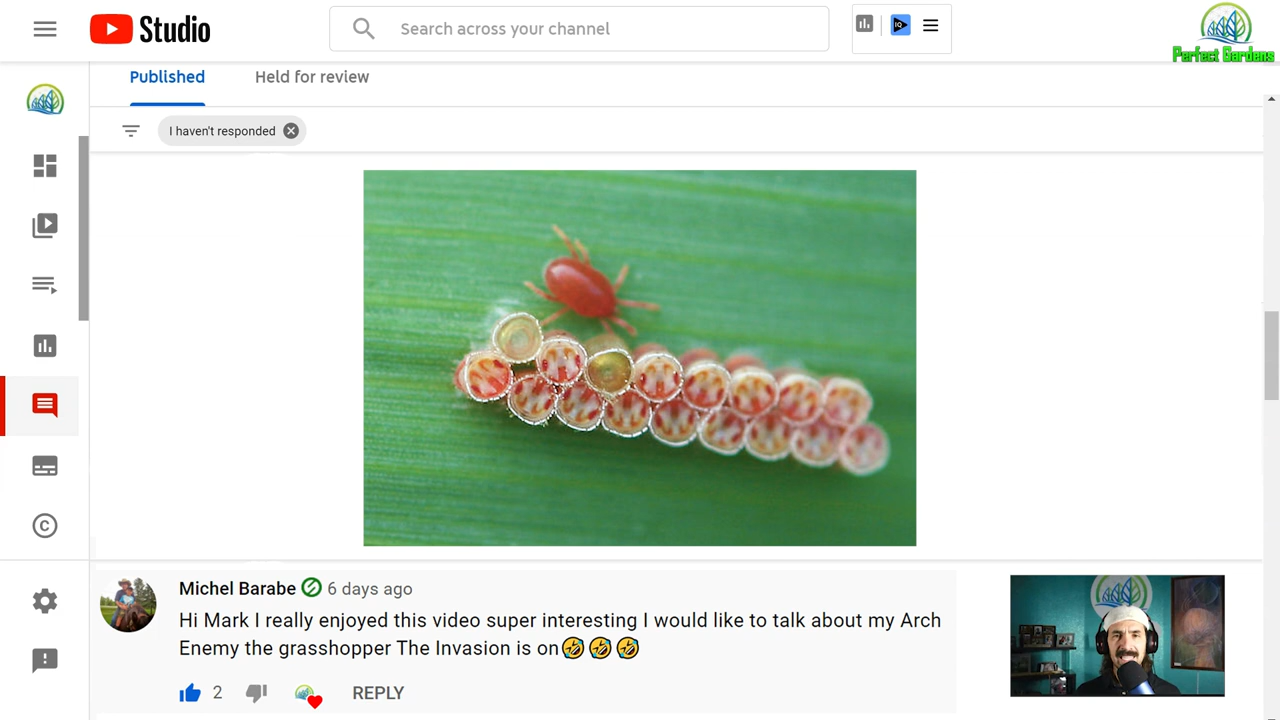 Studio
Search across your channel
IQ
Perfect Gardens
Published
Held for review
I haven't responded
Michel Barabe 6 days ago
Hi Mark I really enjoyed this video super interesting I would like to talk about my Arch
Enemy the grasshopper The Invasion is on🤣🤣🤣
2
REPLY